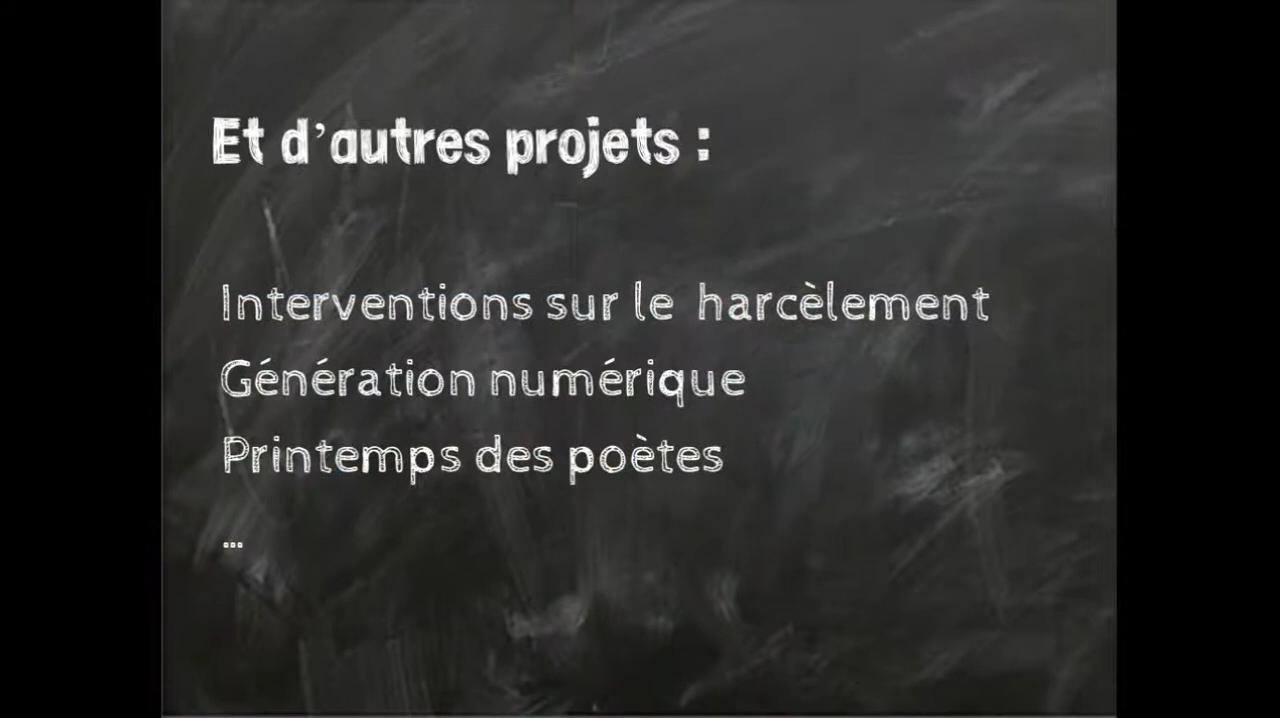 Et d’autres projets :
Interventions sur le harcèlement
Génération numérique
Printemps des poètes
...